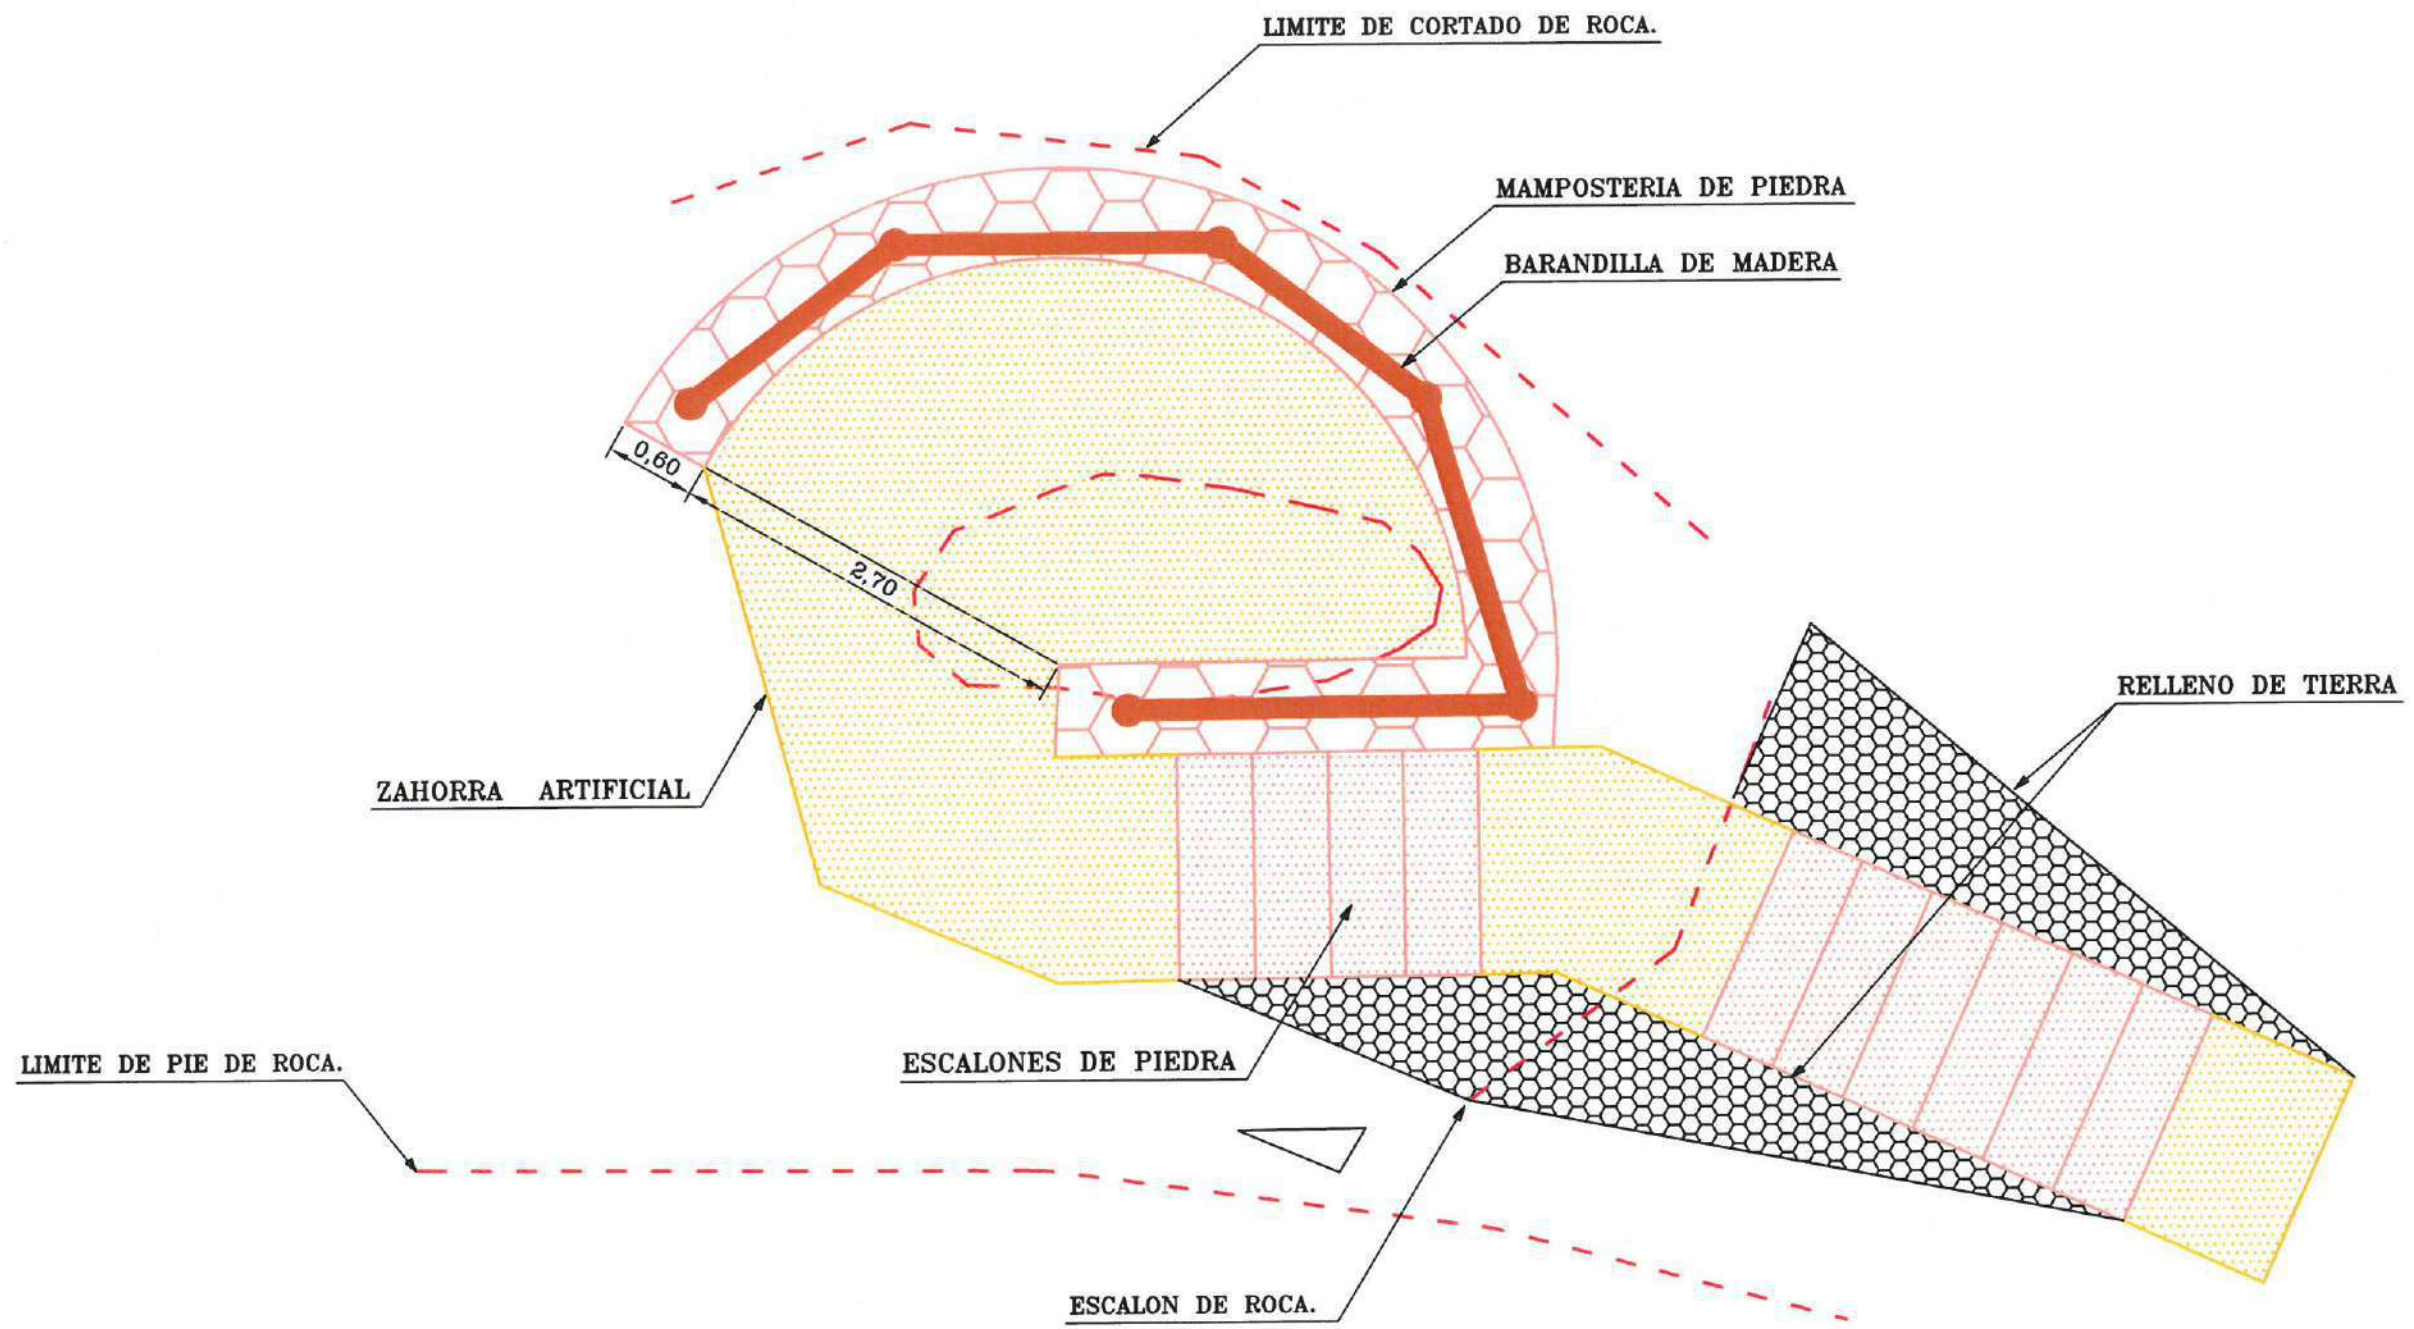 LIMITE DE CORTADO DE ROCA.
MAMPOSTERIA DE PIEDRA
BARANDILLA DE MADERA
0,60
2,70
RELLENO DE TIERRA
ZAHORRA ARTIFICIAL
ESCALONES DE PIEDRA
LIMITE DE PIE DE ROCA.
ESCALON DE ROCA.